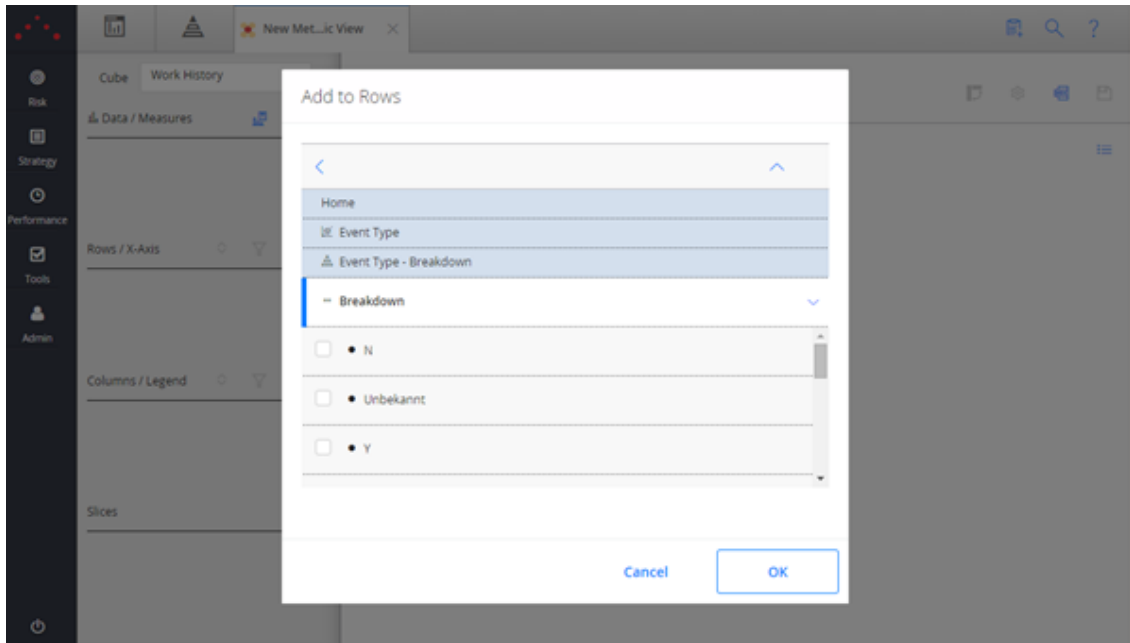 New Met...ic View
Risk
Strategy
Performance
Tools
Admin
Cube Work History
Data / Measures
Rows / X-Axis
Columns / Legend
Slices
Add to Rows
Home
Event Type
Event Type - Breakdown
Breakdown
N
Unbekannt
Y
Cancel OK